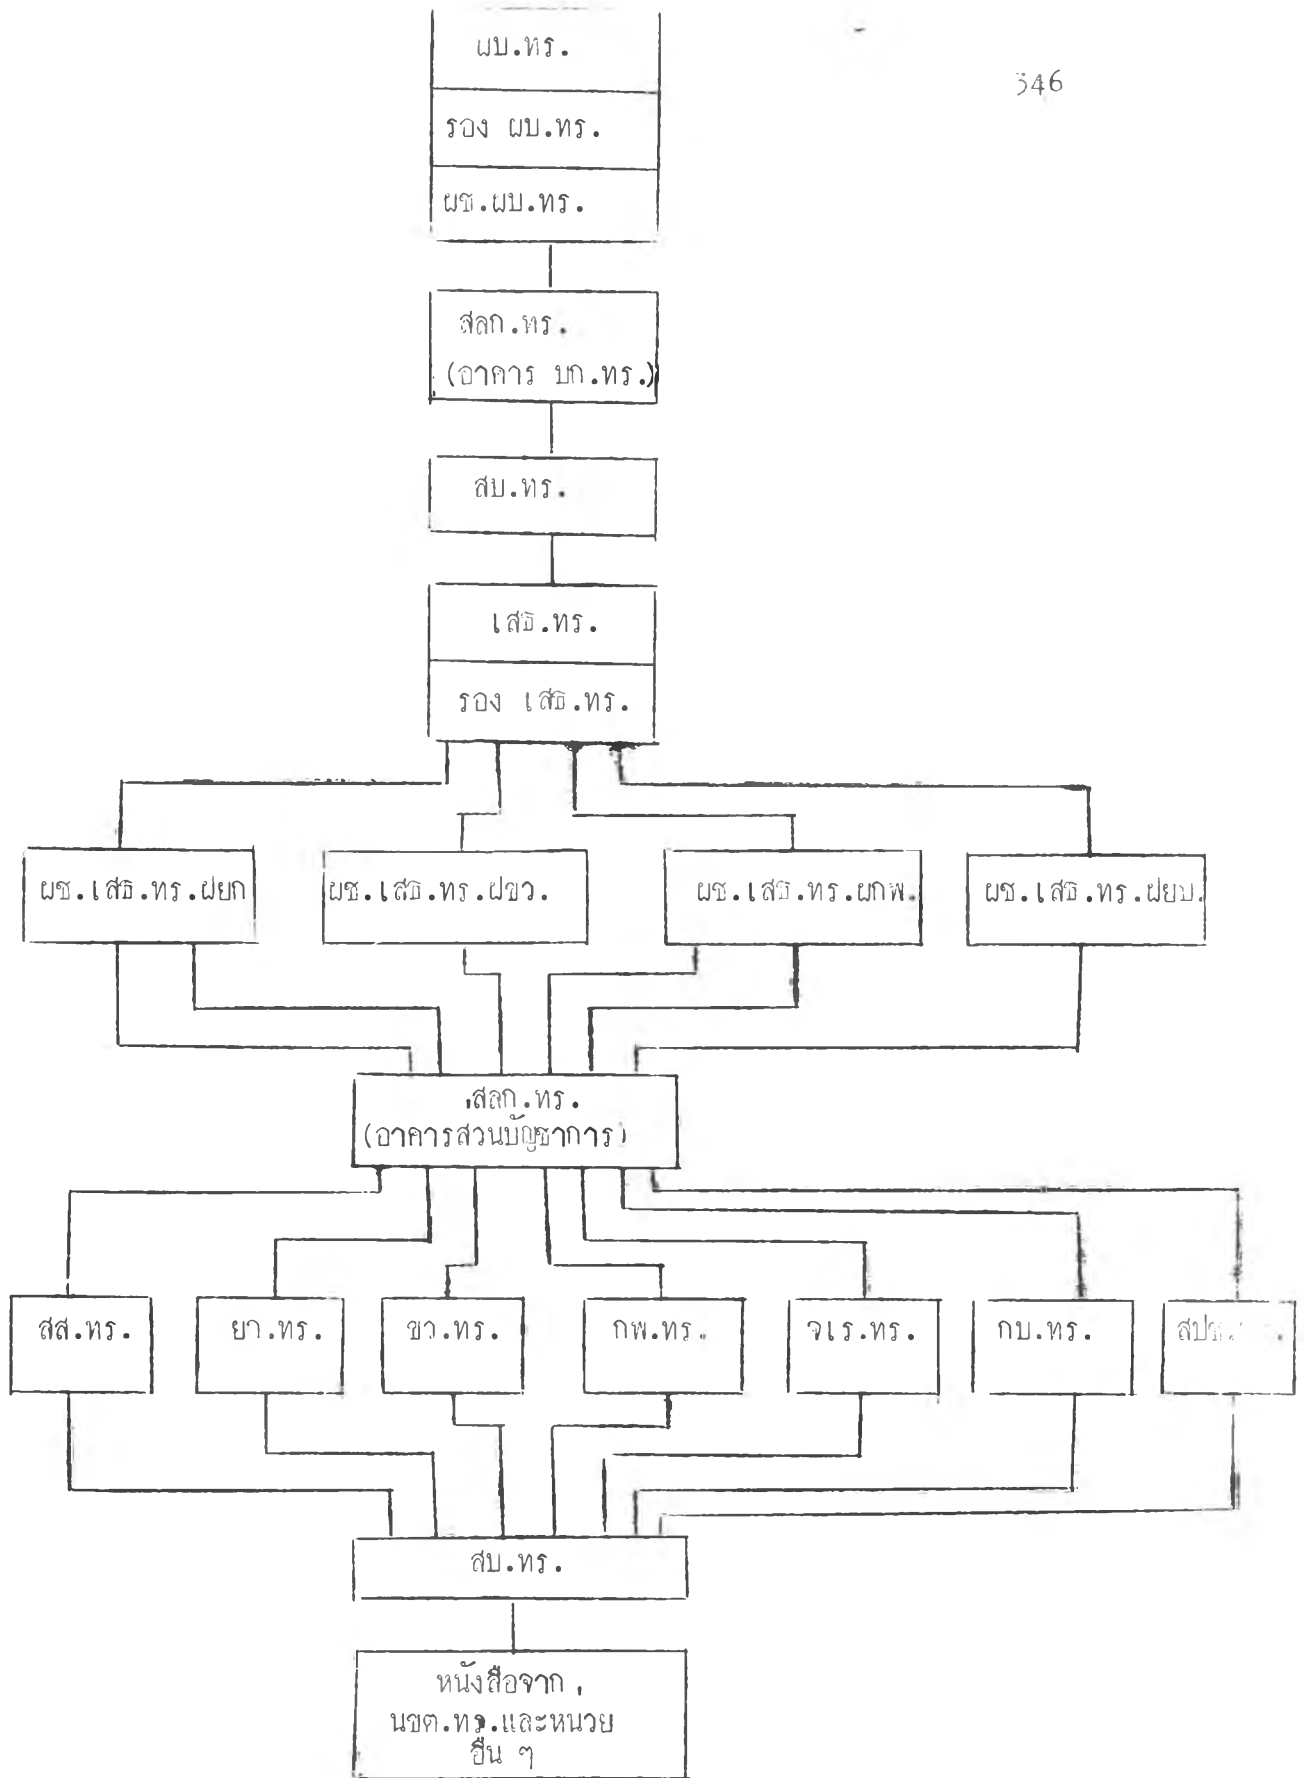 346
ผบ.ทร.
รอง ผบ.ทร.
ผช.ผบ.ทร.
สลก.ทร.
(อาคาร บก.ทร.)
สบ.ทร.
เสธ.ทร.
รอง เสธ.ทร.
ผช.เสธ.ทร.ฝยก
ผช.เสธ.ทร.ฝขว.
ผช.เสธ.ทร.ฝกพ.
ผช.เสธ.ทร.ฝยบ.
สลก.ทร.
(อาคารส่วนบัญชาการ)
สส.ทร.
ยก.ทร.
ขว.ทร.
กพ.ทร.
จเร.ทร.
กบ.ทร.
สปช.
สบ.ทร.
หนังสือจาก
นขต.ทร.และหน่วย
อื่น ๆ